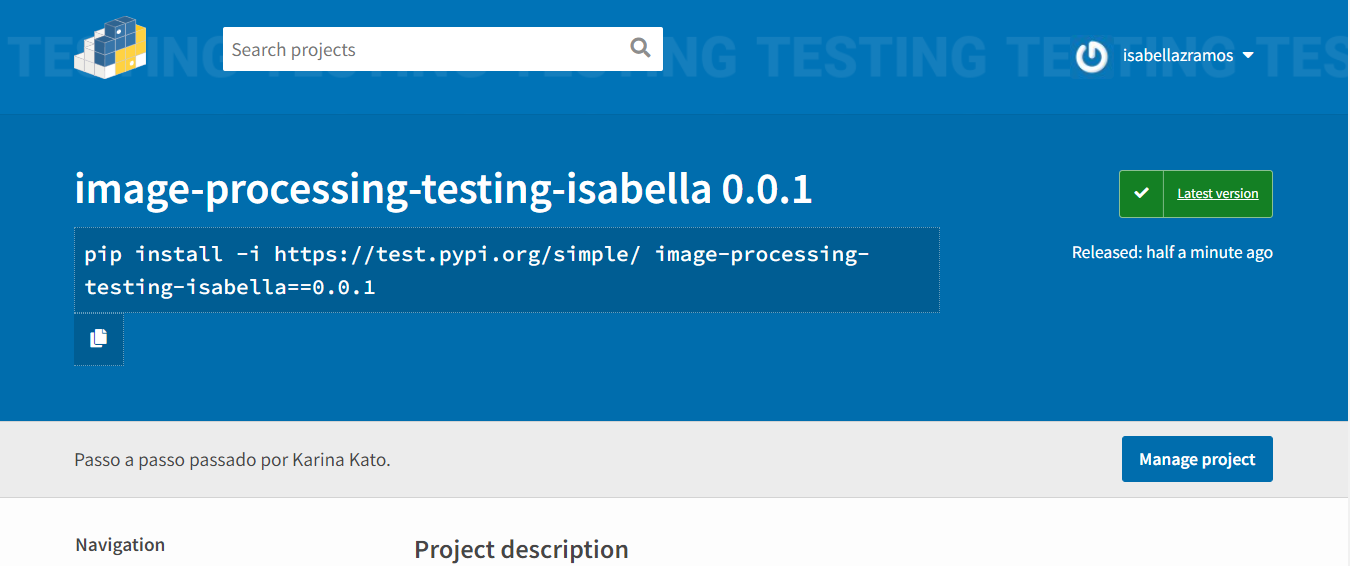 TESTING TESTING TESTING TESTING TESTING TES
Search projects
isabellazramos
image-processing-testing-isabella 0.0.1
Latest version
pip install -i https://test.pypi.org/simple/ image-processing-
testing-isabella==0.0.1
Released: half a minute ago
Passo a passo passado por Karina Kato.
Manage project
Navigation
Project description